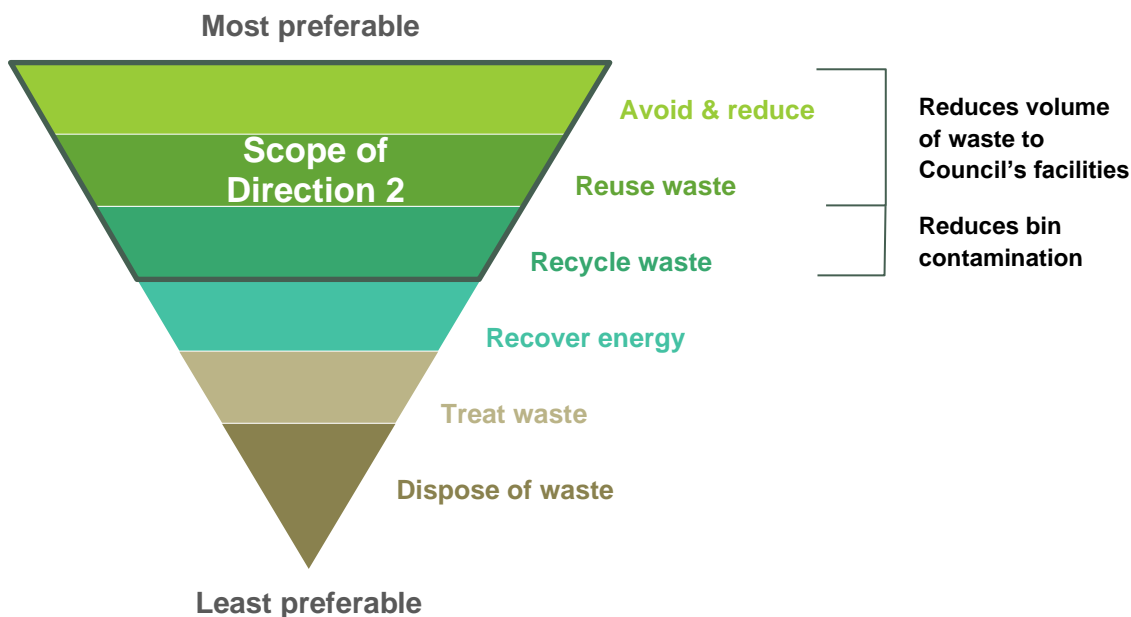 Most preferable
Avoid & reduce
Scope of
Direction 2
Reuse waste
Recycle waste
Recover energy
Treat waste
Dispose of waste
Least preferable
Reduces volume
of waste to
Council's facilities
Reduces bin
contamination